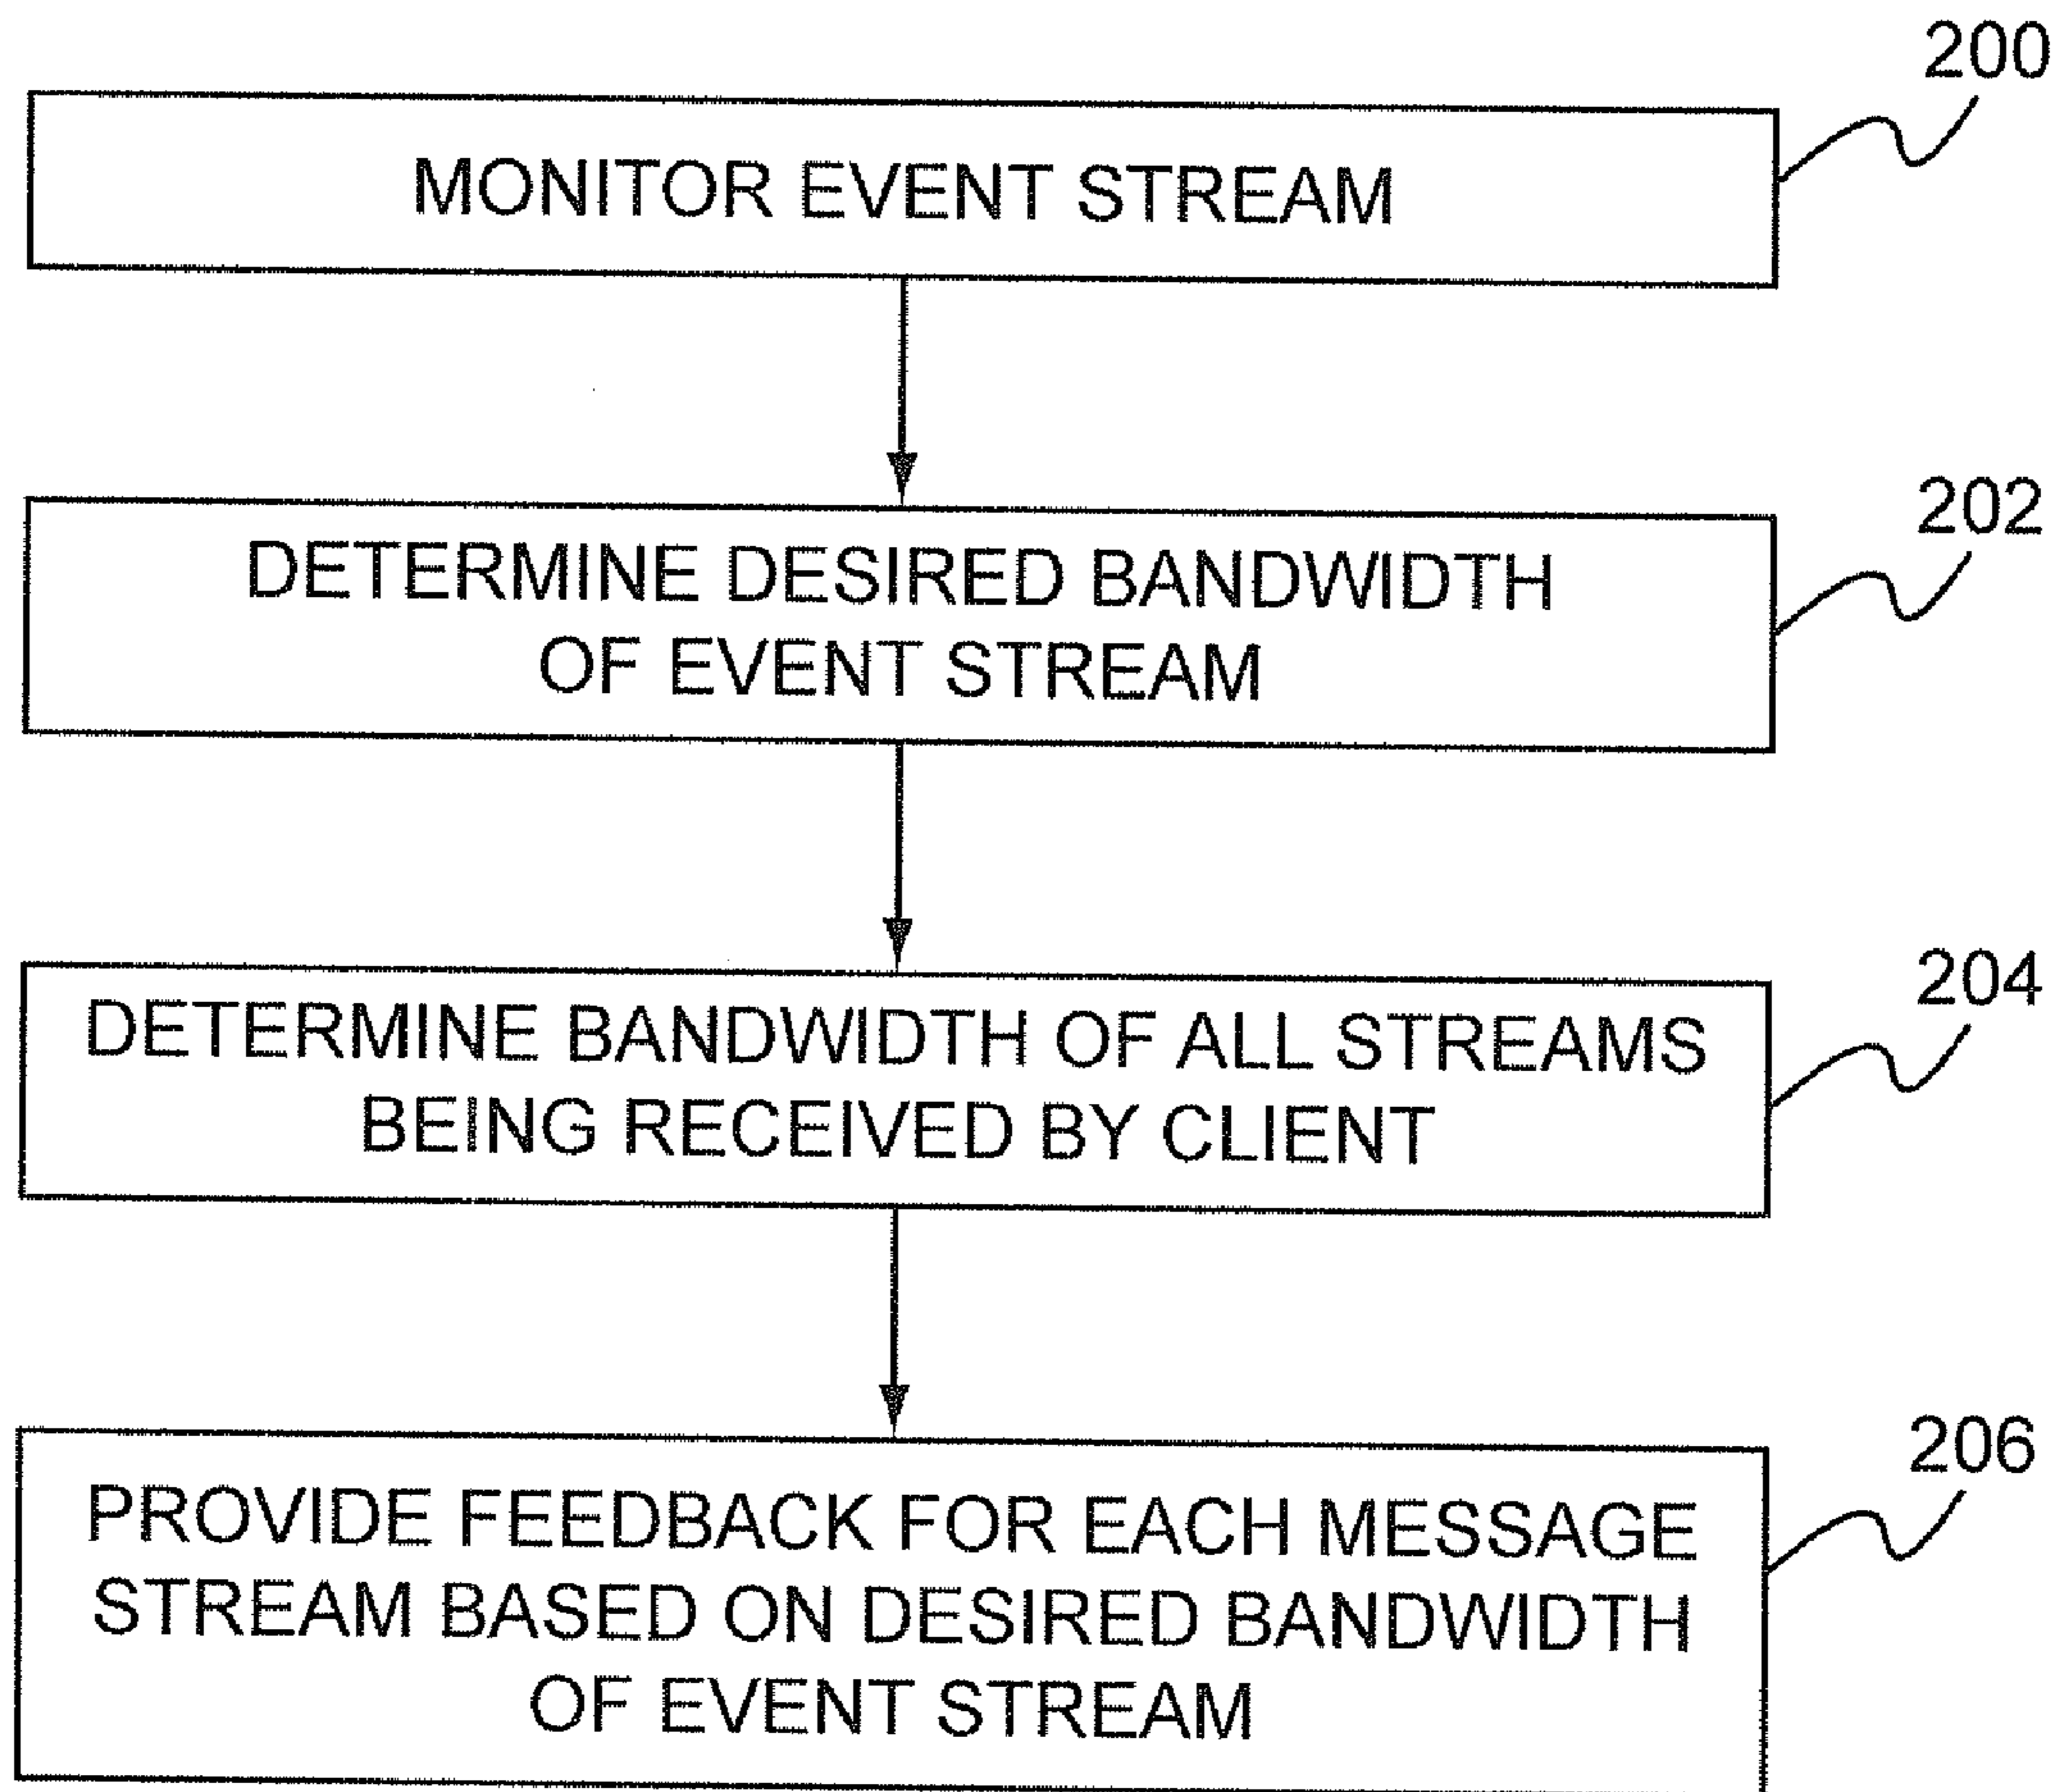 200
MONITOR EVENT STREAM
202
DETERMINE DESIRED BANDWIDTH
OF EVENT STREAM
204
DETERMINE BANDWIDTH OF ALL STREAMS
BEING RECEIVED BY CLIENT
206
PROVIDE FEEDBACK FOR EACH MESSAGE
STREAM BASED ON DESIRED BANDWIDTH
OF EVENT STREAM